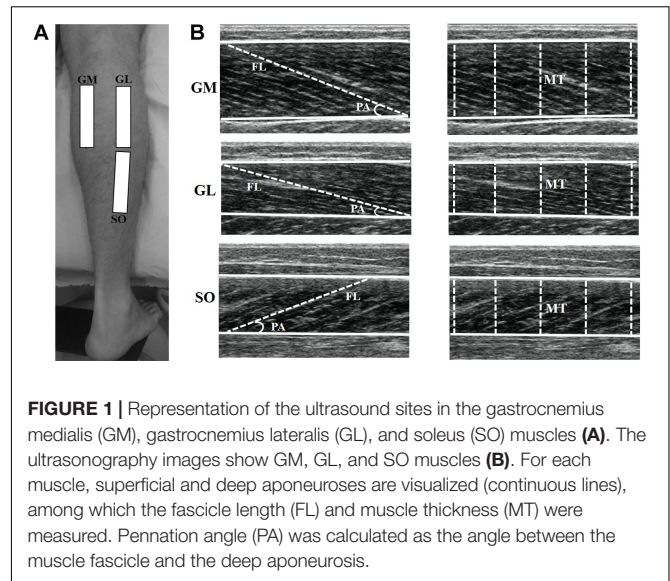 A
B
GM
GL
SO
GM
FL
PA
MT
GL
FL
PA
MT
SO
FL
PA
MT
FIGURE 1 | Representation of the ultrasound sites in the gastrocnemius
medialis (GM), gastrocnemius lateralis (GL), and soleus (SO) muscles (A). The
ultrasonography images show GM, GL, and SO muscles (B). For each
muscle, superficial and deep aponeuroses are visualized (continuous lines),
among which the fascicle length (FL) and muscle thickness (MT) were
measured. Pennation angle (PA) was calculated as the angle between the
muscle fascicle and the deep aponeurosis.